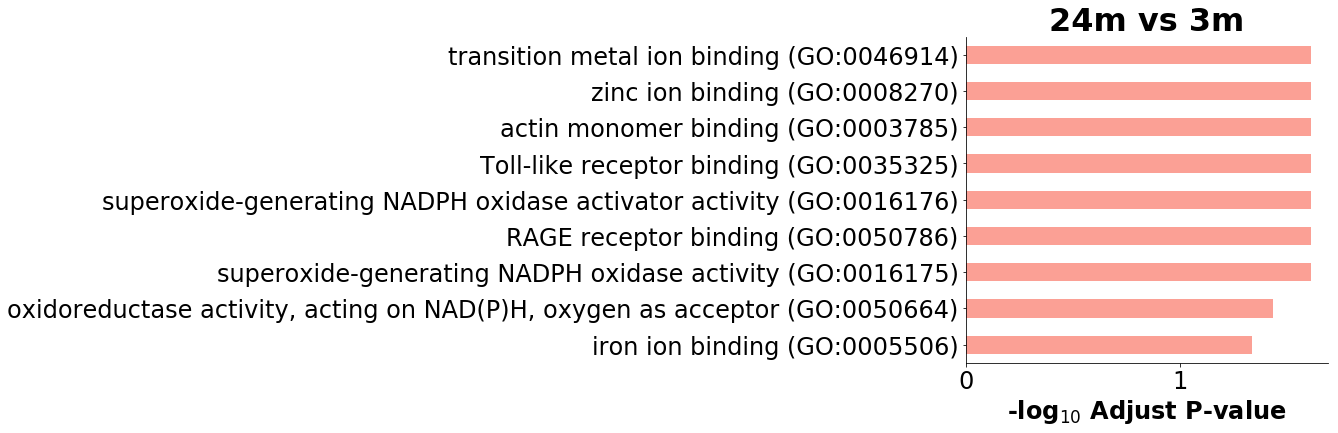 24m vs 3m
transition metal ion binding (GO:0046914)
zinc ion binding (GO:0008270)
actin monomer binding (GO:0003785)
Toll-like receptor binding (GO:0035325)
superoxide-generating NADPH oxidase activator activity (GO:0016176)
RAGE receptor binding (GO:0050786)
superoxide-generating NADPH oxidase activity (GO:0016175)
oxidoreductase activity, acting on NAD(P)H, oxygen as acceptor (GO:0050664)
iron ion binding (GO:0005506)
0 1
-log₁₀ Adjust P-value